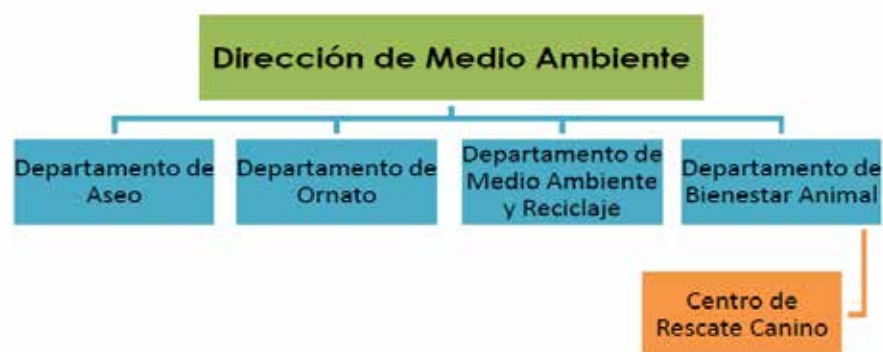 Dirección de Medio Ambiente
Departamento de
Aseo
Departamento de
Ornato
Departamento de
Medio Ambiente
y Reciclaje
Departamento de
Bienestar Animal
Centro de
Rescate Canino